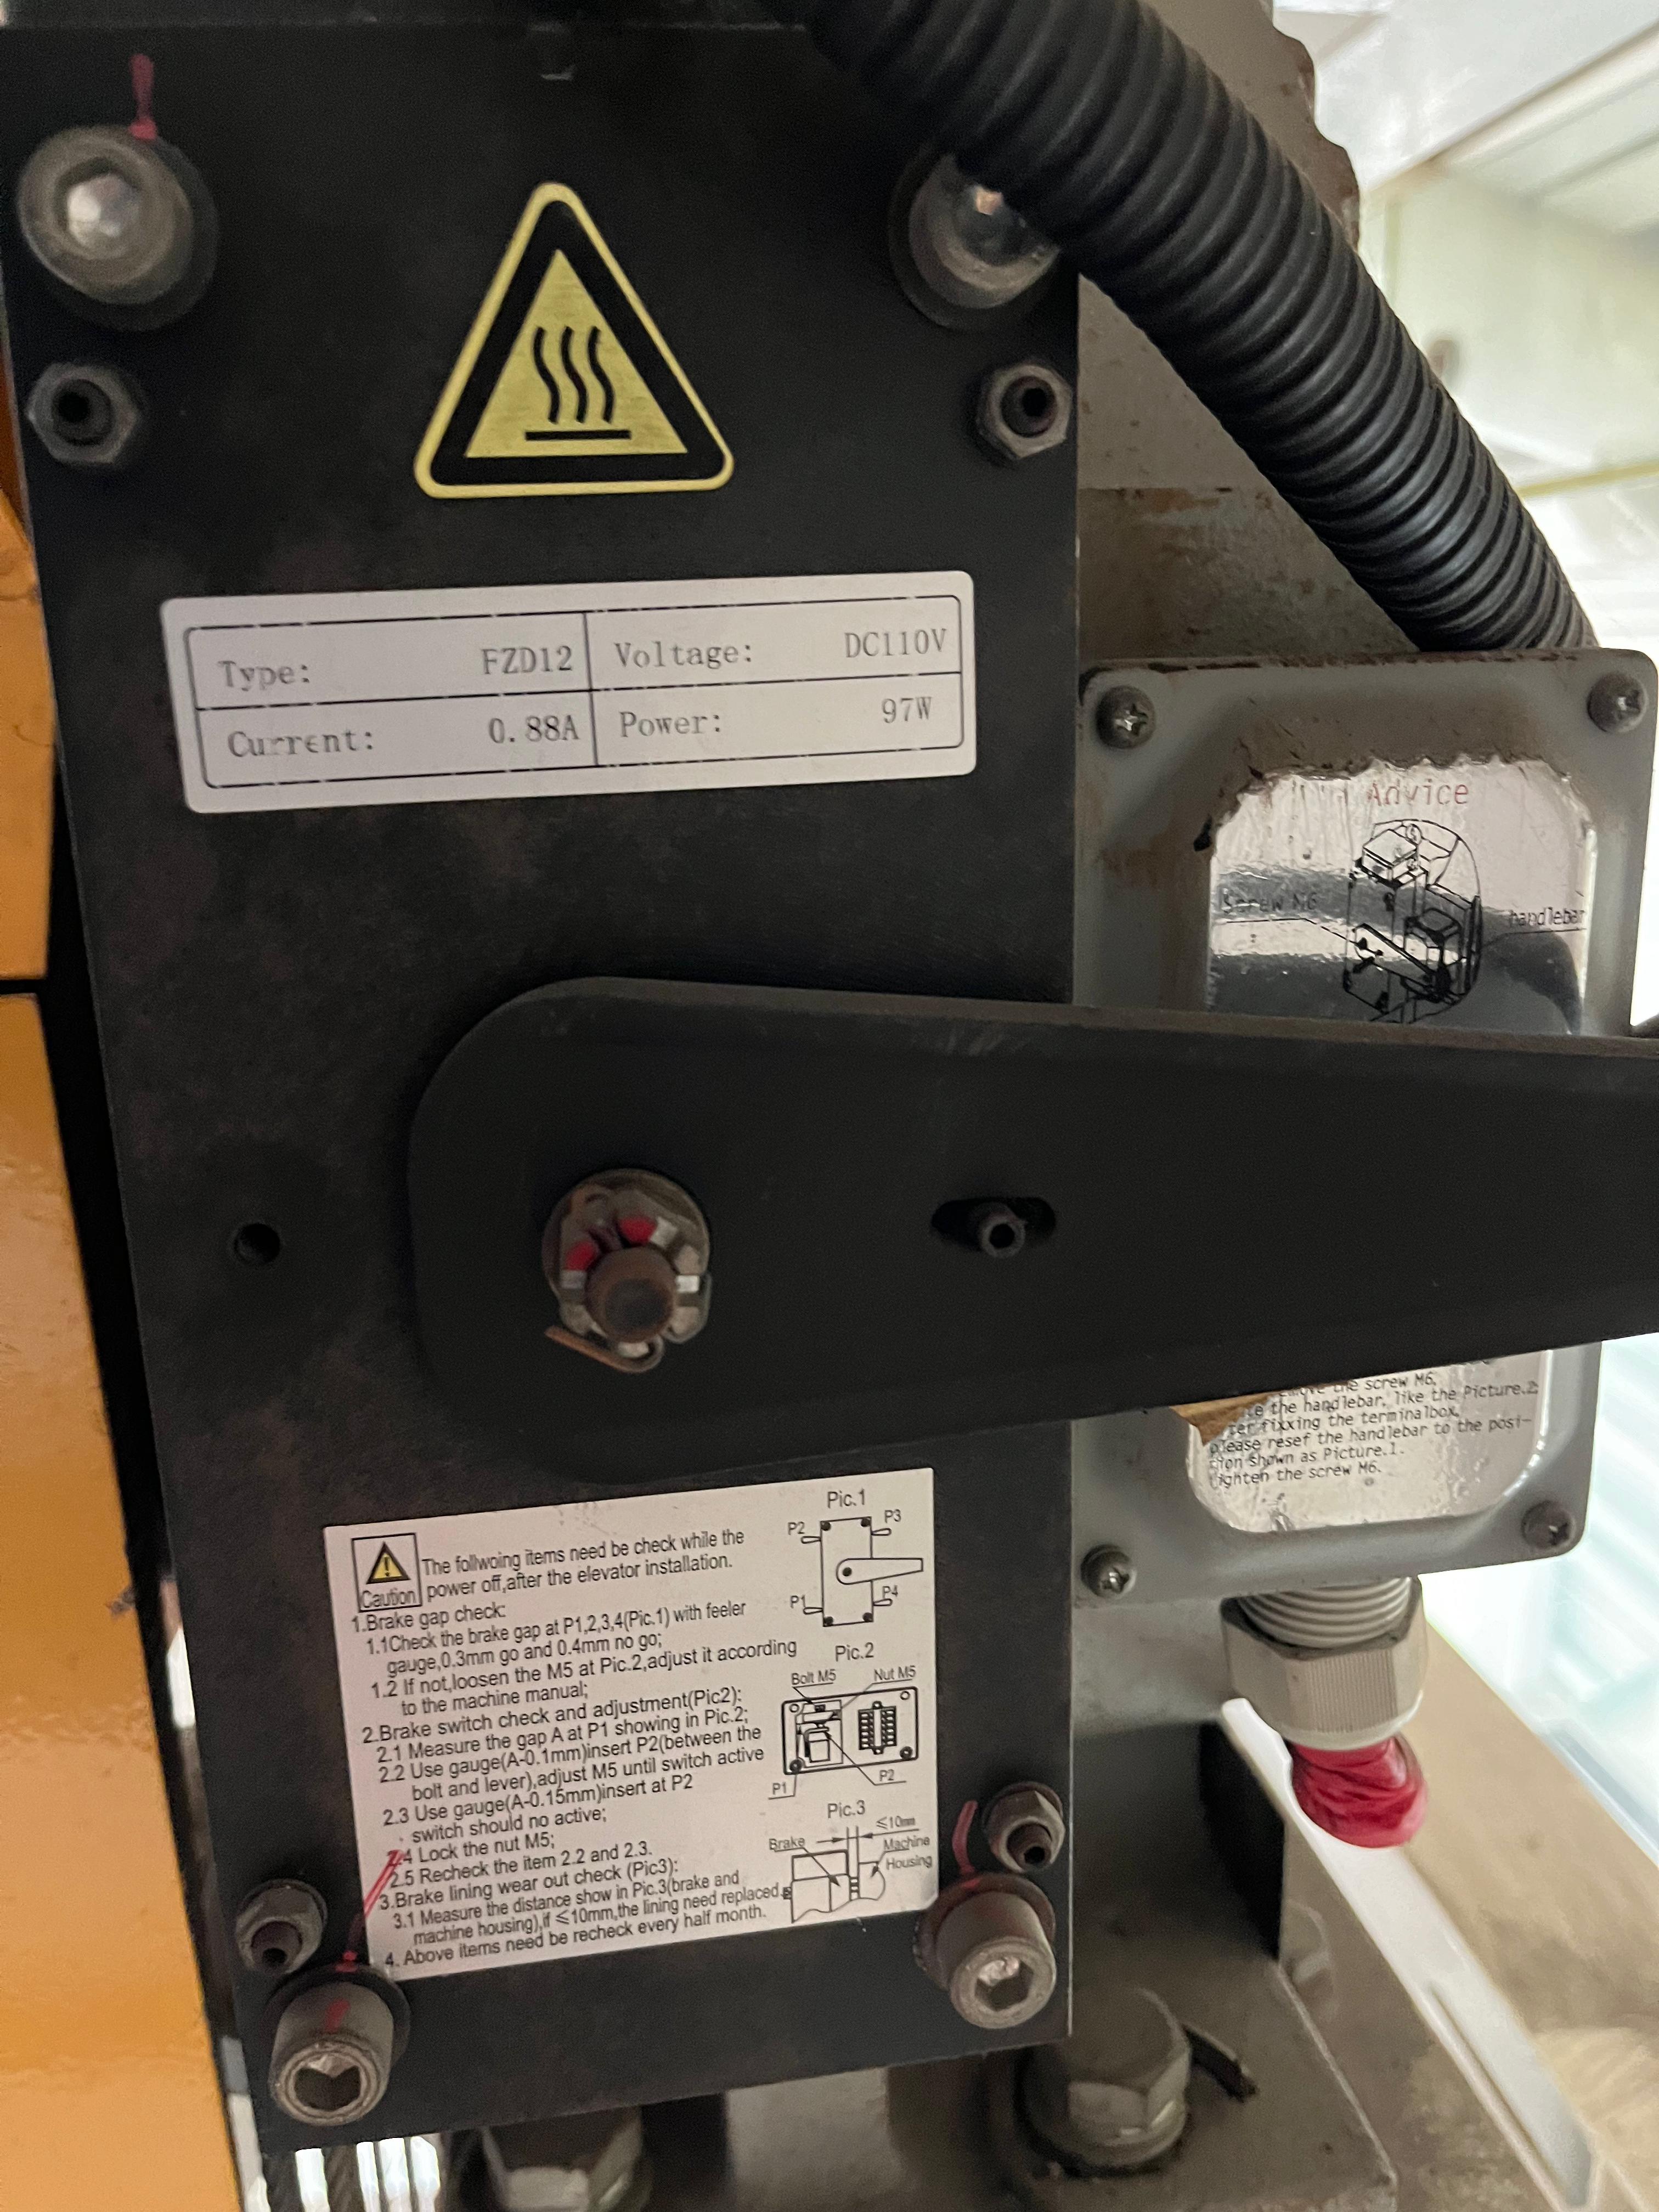 Type: FZD12 Voltage: DC110V
Current: 0.88A Power: 97W
Advice
Screw M6
handlebar
the screw M6,
the handlebar, like the Picture.2;
fixxing the terminalbox,
please reset the handlebar to the posi-
tion shown as Picture.1.
tighten the screw M6.
Caution
The follwoing items need be check while the
power off,after the elevator installation.
1.Brake gap check:
1.1Check the brake gap at P1,2,3,4(Pic.1) with feeler
gauge,0.3mm go and 0.4mm no go;
1.2 If not,loosen the M5 at Pic.2,adjust it according
to the machine manual;
2.Brake switch check and adjustment(Pic2):
2.1 Measure the gap A at P1 showing in Pic.2;
2.2 Use gauge(A-0.1mm)insert P2(between the
bolt and lever),adjust M5 until switch active
2.3 Use gauge(A-0.15mm)insert at P2
switch should no active;
2.4 Lock the nut M5;
2.5 Recheck the item 2.2 and 2.3.
3.Brake lining wear out check (Pic3):
3.1 Measure the distance show in Pic.3(brake and
machine housing),if ≤10mm,the lining need replaced.
4. Above items need be recheck every half month.
Pic.1
P2
P3
P1
P4
Pic.2
Bolt M5
Nut M5
P1
P2
Pic.3
≤10mm
Brake
Machine
Housing